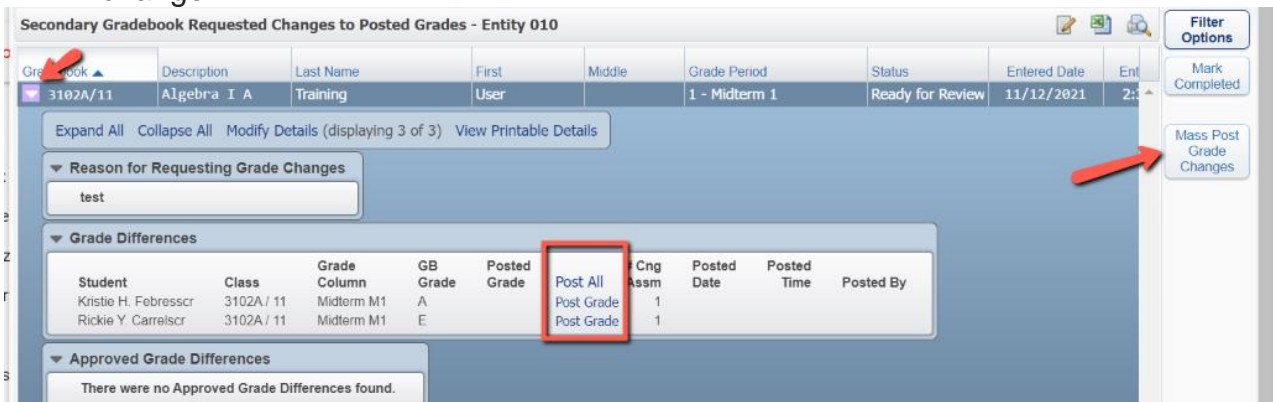 Secondary Gradebook Requested Changes to Posted Grades - Entity 010
Filter Options
Description Last Name First Middle Grade Period Status Entered Date Ent
Mark Completed
3102A/11 Algebra I A Training User 1 - Midterm 1 Ready for Review 11/12/2021
Expand All Collapse All Modify Details (displaying 3 of 3) View Printable Details
Mass Post Grade Changes
Reason for Requesting Grade Changes
test
Grade Differences
Student Class Grade Column GB Grade Posted Grade Post All # Cng Assm Posted Date Posted Time Posted By
Kristie H. Febresscr 3102A / 11 Midterm M1 A Post Grade 1
Rickie Y. Carrelscr 3102A / 11 Midterm M1 E Post Grade 1
Approved Grade Differences
There were no Approved Grade Differences found.